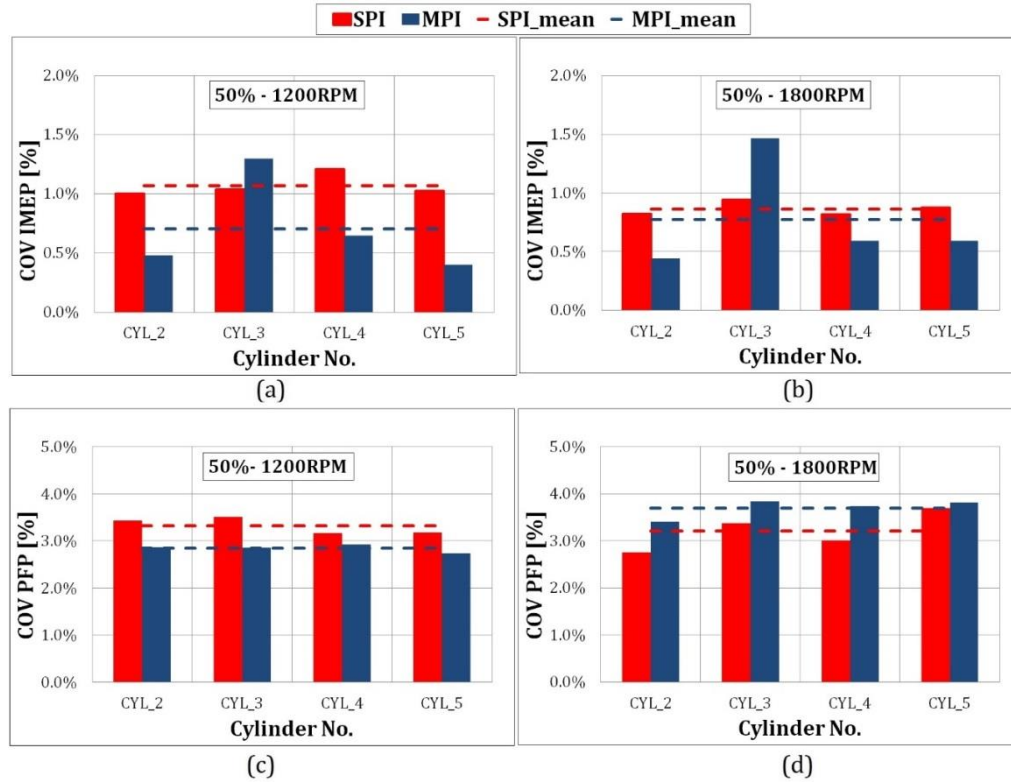 SPI MPI SPI_mean MPI_mean
50% - 1200RPM
COV IMEP [%]
2.0%
1.5%
1.0%
0.5%
0.0%
CYL_2 CYL_3 CYL_4 CYL_5
Cylinder No.
(a)
50% - 1800RPM
COV IMEP [%]
2.0%
1.5%
1.0%
0.5%
0.0%
CYL_2 CYL_3 CYL_4 CYL_5
Cylinder No.
(b)
50%- 1200RPM
COV PFP [%]
5.0%
4.0%
3.0%
2.0%
1.0%
0.0%
CYL_2 CYL_3 CYL_4 CYL_5
Cylinder No.
(c)
50% - 1800RPM
COV PFP [%]
5.0%
4.0%
3.0%
2.0%
1.0%
0.0%
CYL_2 CYL_3 CYL_4 CYL_5
Cylinder No.
(d)